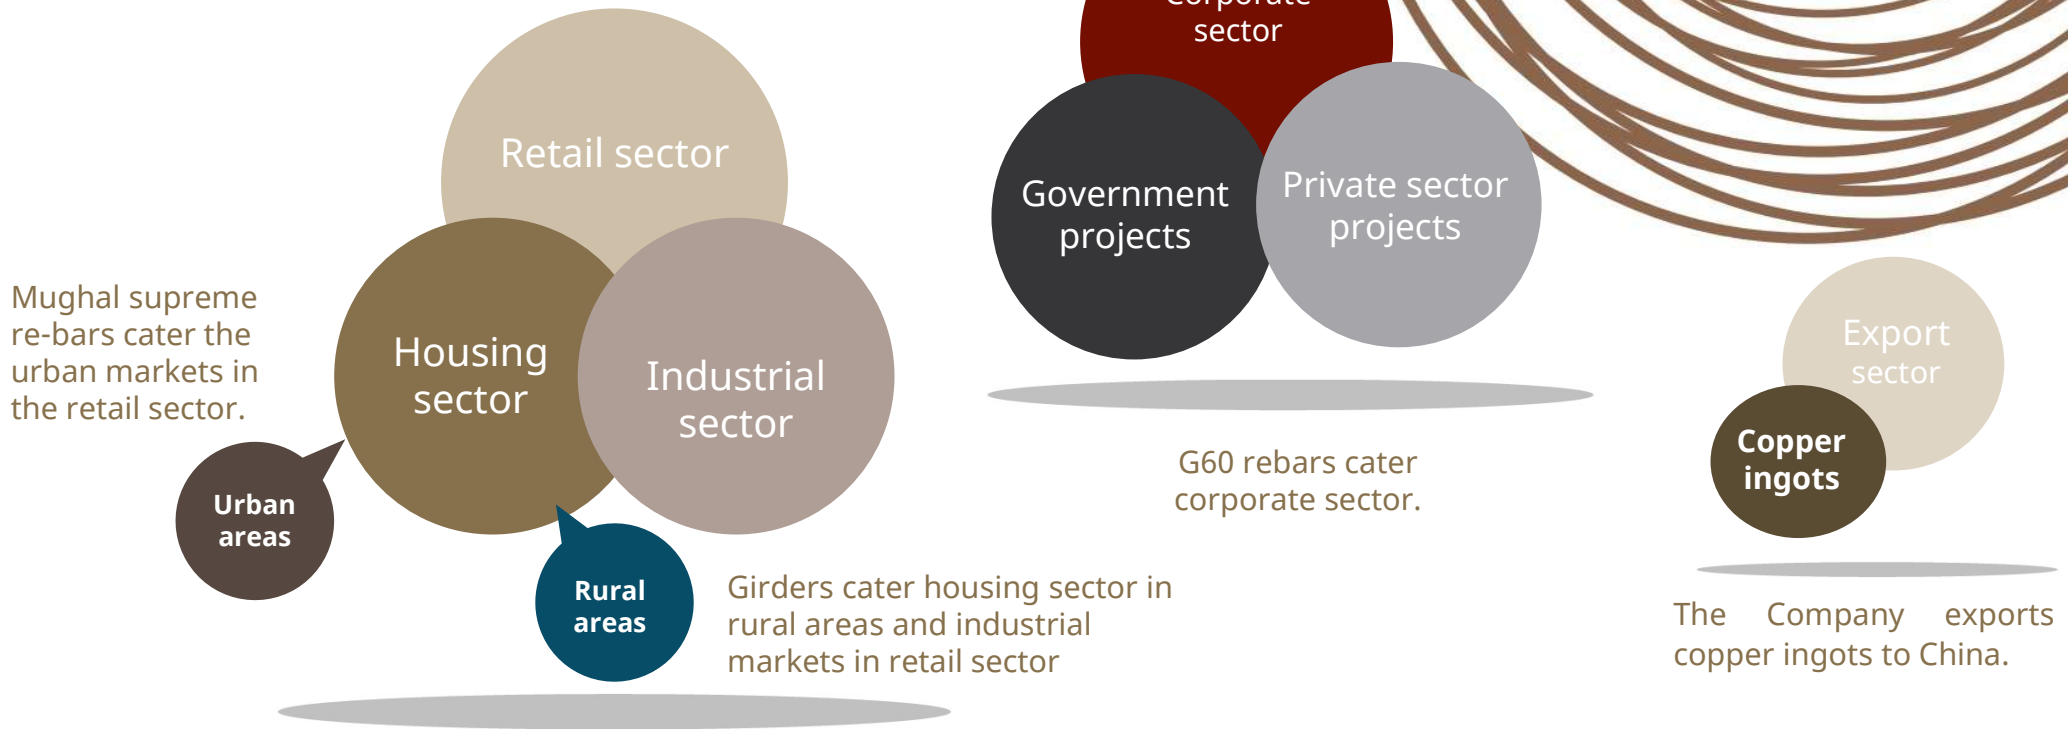 Retail sector
Housing
sector
Industrial
sector
Mughal supreme
re-bars cater the
urban markets in
the retail sector.
Urban
areas
Rural
areas
Girders cater housing sector in
rural areas and industrial
markets in retail sector
Corporate
sector
Government
projects
Private sector
projects
G60 rebars cater
corporate sector.
Export
sector
Copper
ingots
The Company exports
copper ingots to China.